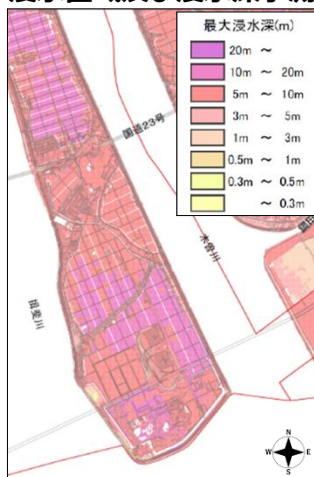 最大浸水深(m)
20m ～
10m ～ 20m
5m ～ 10m
3m ～ 5m
1m ～ 3m
0.5m ～ 1m
0.3m ～ 0.5m
～ 0.3m
国道23号
木曽川
揖斐川
N
W E
S